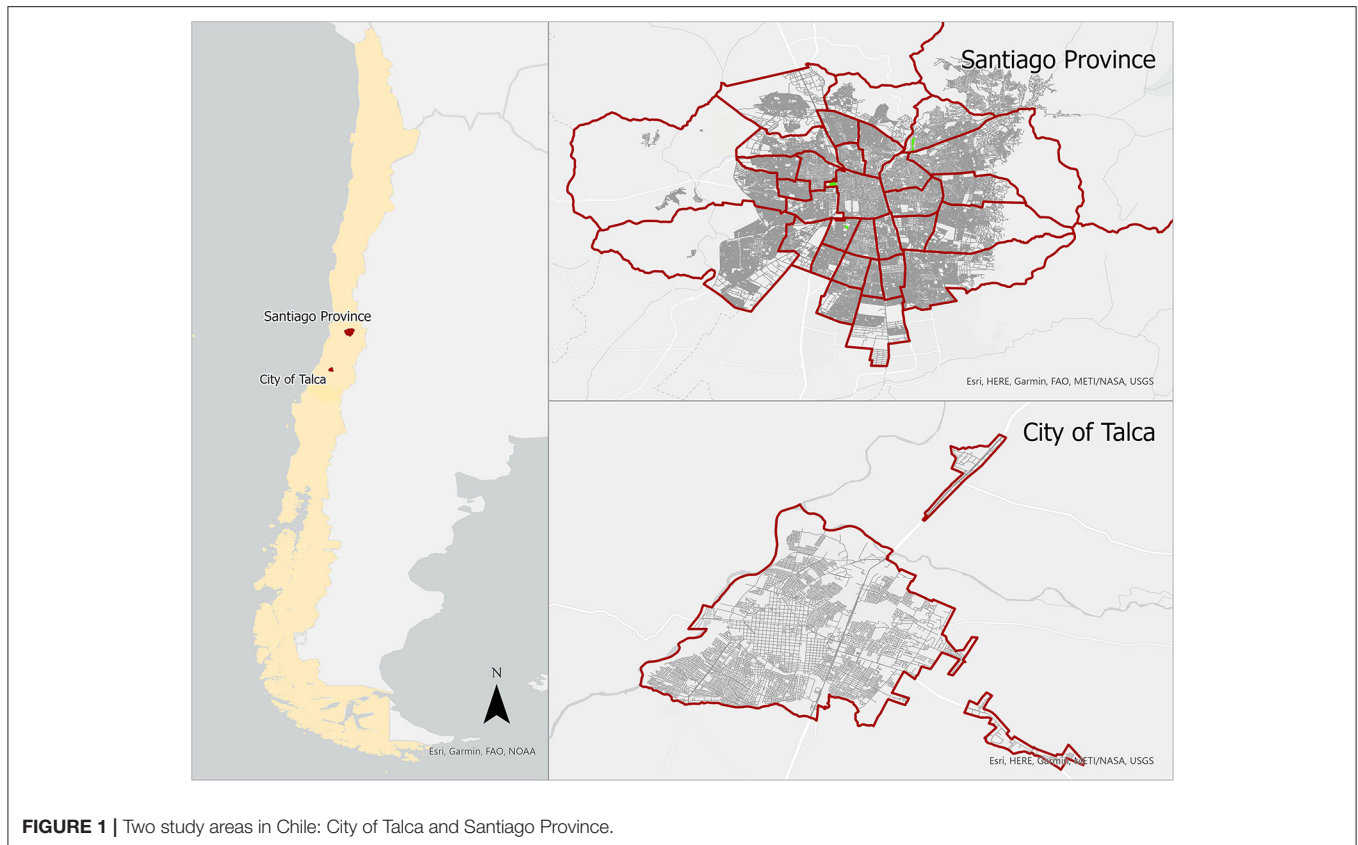 Santiago Province
City of Talca
N
Esri, Garmin, FAO, NOAA
Santiago Province
Esri, HERE, Garmin, FAO, METI/NASA, USGS
City of Talca
Esri, HERE, Garmin, METI/NASA, USGS
FIGURE 1 | Two study areas in Chile: City of Talca and Santiago Province.